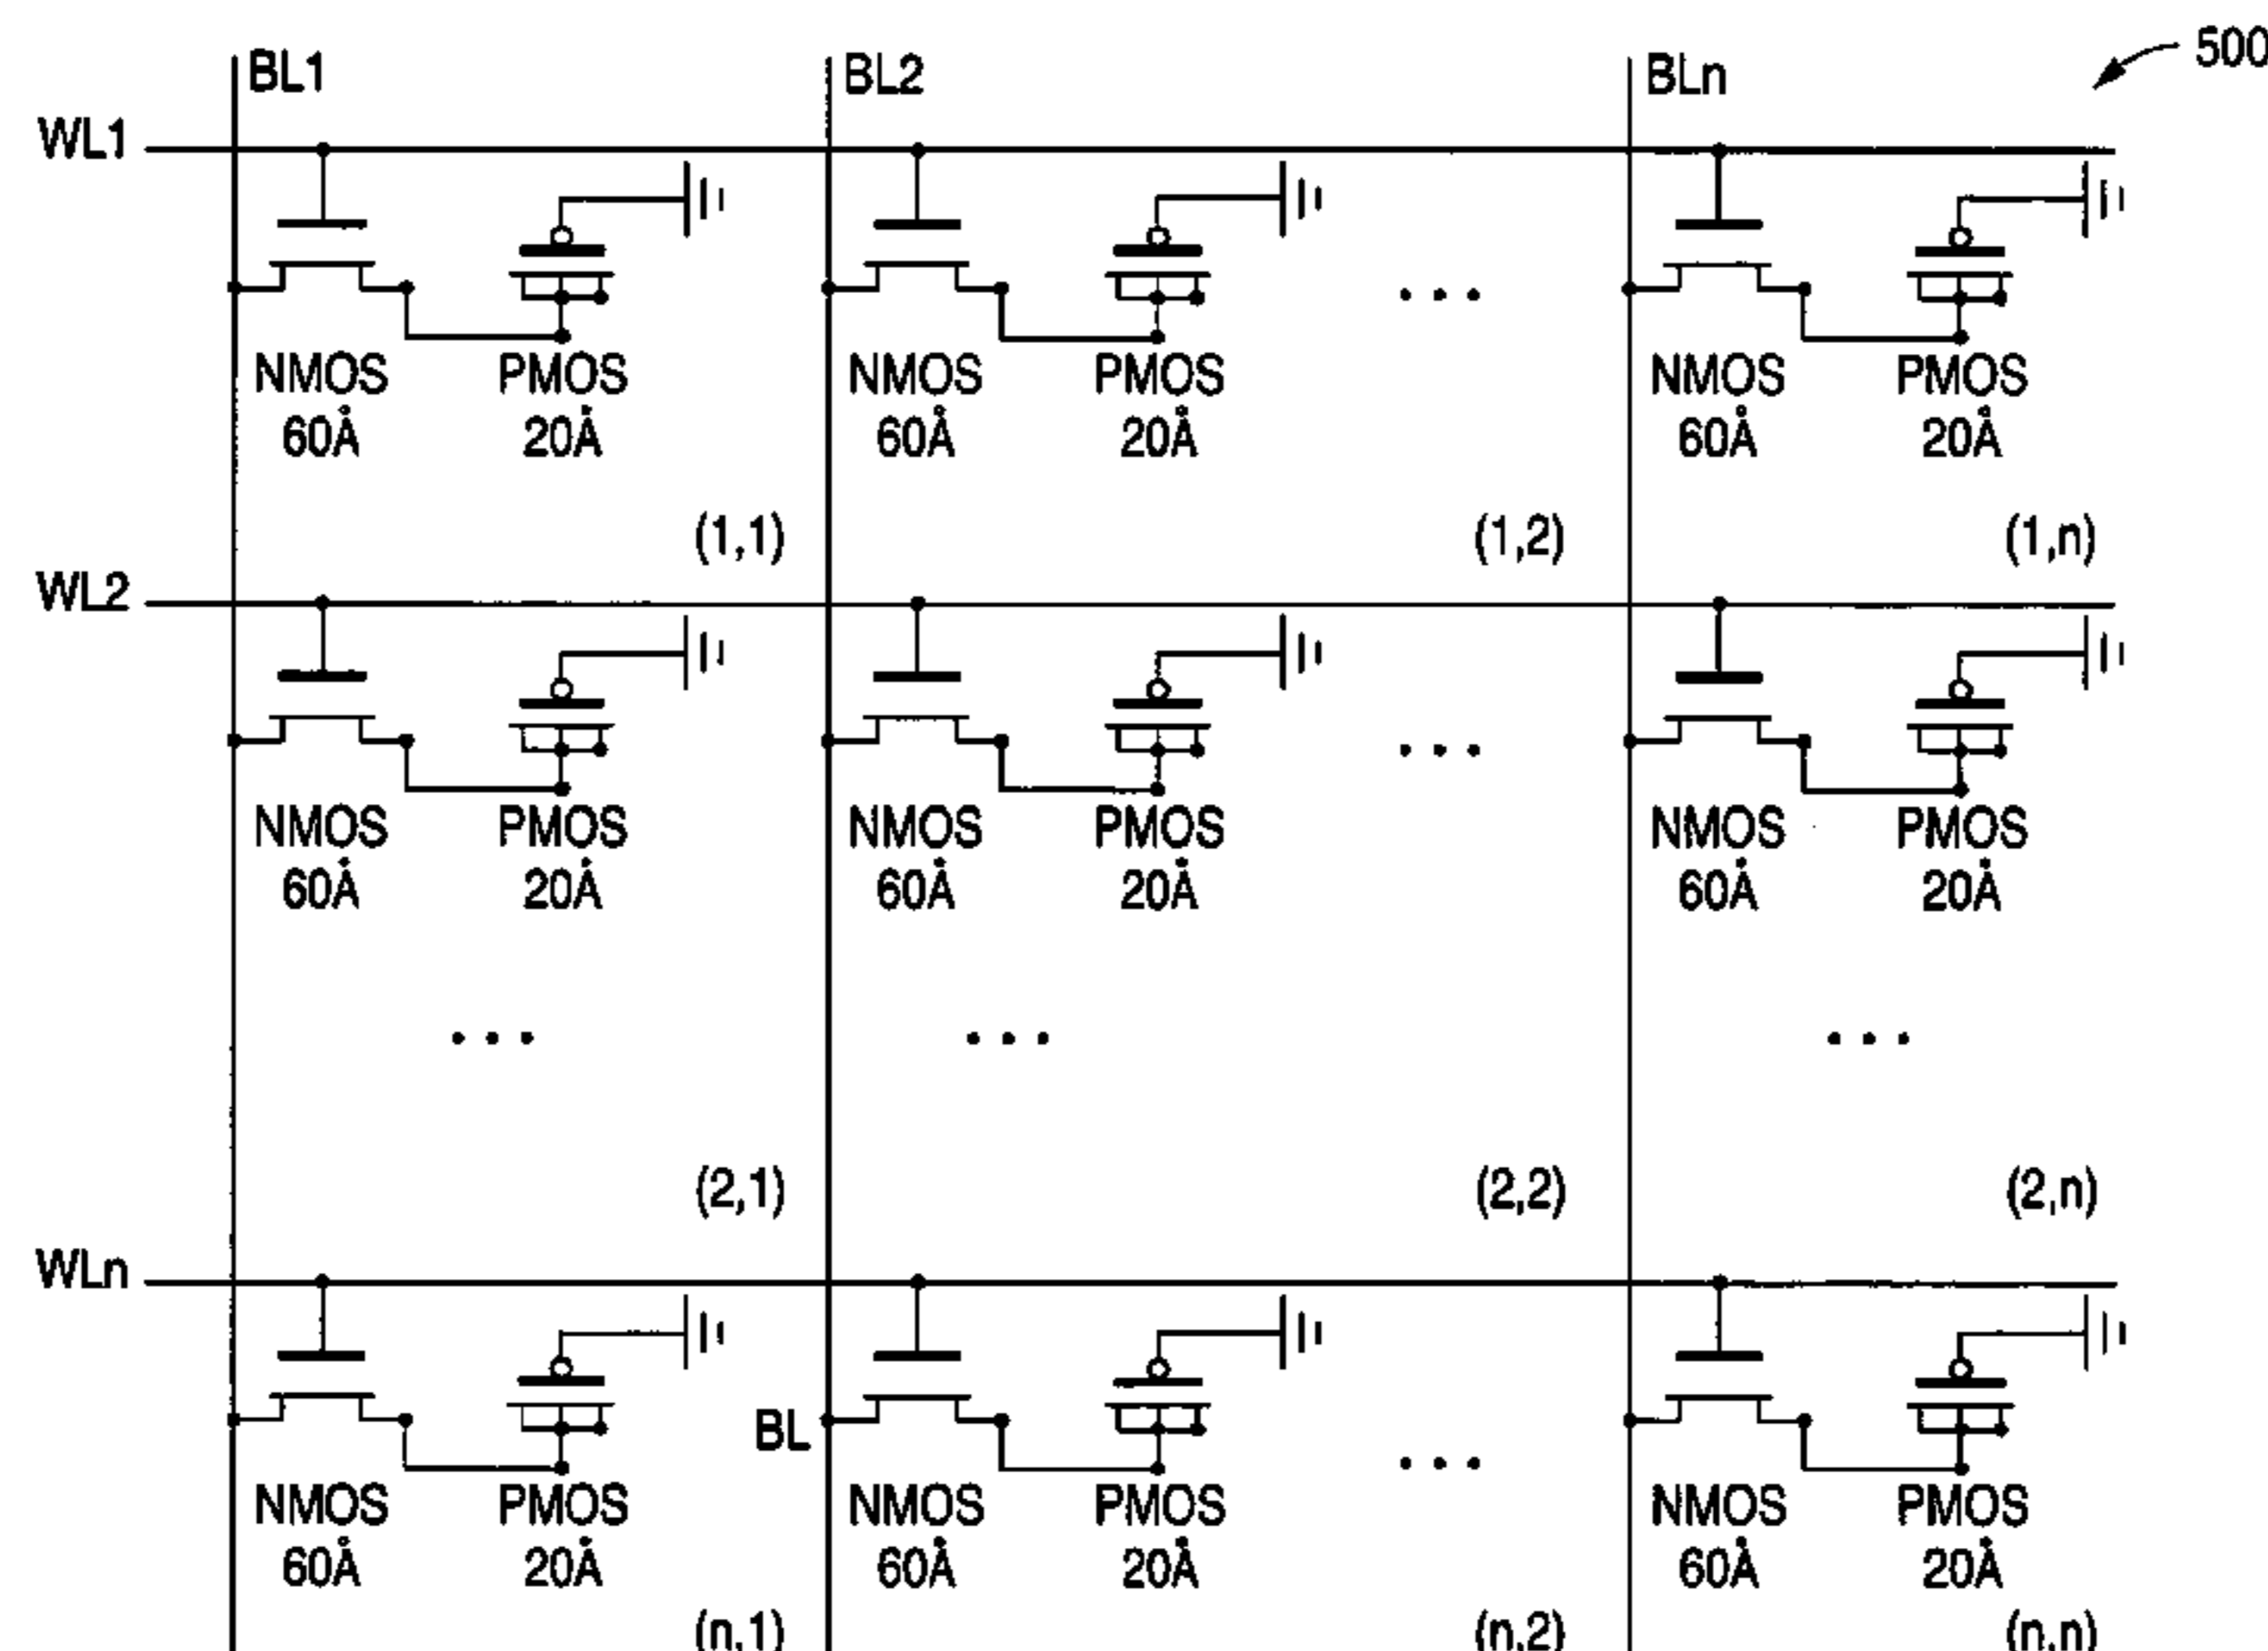 BL1 BL2 BLn 500
WL1
NMOS PMOS NMOS PMOS NMOS PMOS
60Å 20Å 60Å 20Å 60Å 20Å
(1,1) (1,2) (1,n)
WL2
NMOS PMOS NMOS PMOS NMOS PMOS
60Å 20Å 60Å 20Å 60Å 20Å
(2,1) (2,2) (2,n)
WLn
BL
NMOS PMOS NMOS PMOS NMOS PMOS
60Å 20Å 60Å 20Å 60Å 20Å
(n,1) (n,2) (n,n)